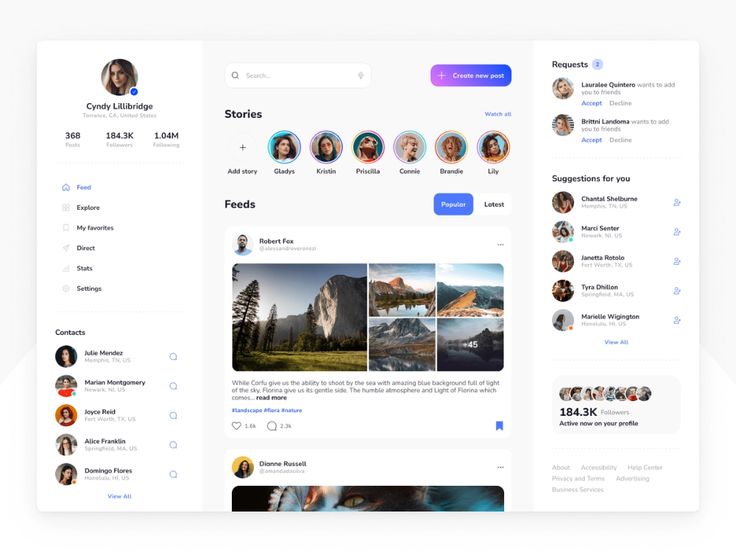 Cyndy Lillibridge
Torrance, CA, United States
368
184.3K
1.04M
Posts
Followers
Following
Feed
Explore
My favorites
Direct
Stats
Settings
Contacts
Julie Mendez
Memphis, TN, US
Marian Montgomery
Newark, NI, US
Joyce Reid
Fort Worth, TX, US
Alice Franklin
Springfield, MA, US
Domingo Flores
Honolulu, HI, US
View All
Search...
Create new post
Stories
Watch all
Add story
Gladys
Kristin
Priscilla
Connie
Brandie
Lily
Feeds
Popular
Latest
Robert Fox
@alessandroveronezi
+45
While Corfu give us the ability to shoot by the sea with amazing blue background full of light
of the sky, Florina give us its gentle side. The humble atmosphere and Light of Florina which
comes... read more
#landscape #flora #nature
1.6k
2.3k
Dianne Russell
@amandadasilva
Requests
2
Lauralee Quintero wants to add
you to friends
Accept Decline
Brittni Landoma wants to add
you to friends
Accept Decline
Suggestions for you
Chantal Shelburne
Memphis, TN, US
Marci Senter
Newark, NI, US
Janetta Rotolo
Fort Worth, TX, US
Tyra Dhillon
Springfield, MA, US
Marielle Wigington
Honolulu, HI, US
View All
184.3K Followers
Active now on your profile
About Accessibility Help Center
Privacy and Terms Advertising
Business Services